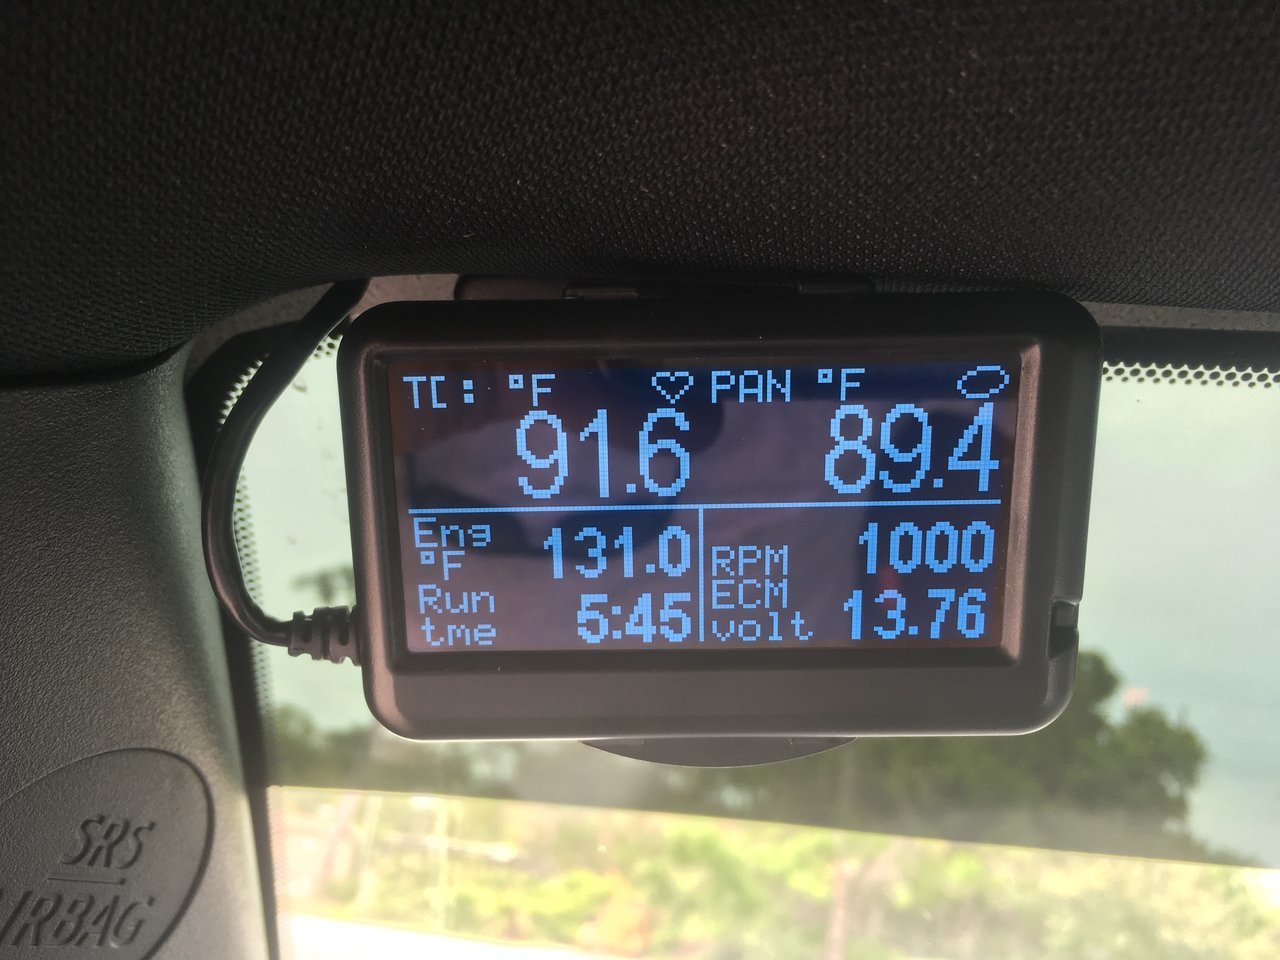 TC: °F PAN °F
91.6 89.4
Eng °F 131.0
Run tme 5:45
RPM 1000
ECM volt 13.76
SRS
AIRBAG